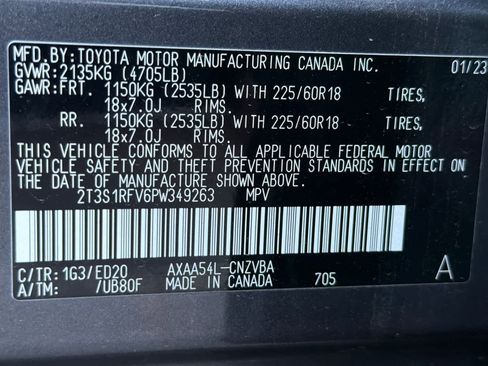 MFD.BY:TOYOTA MOTOR MANUFACTURING CANADA INC. 01/23
GVWR:2135KG (4705LB)
GAWR:FRT. 1150KG (2535LB) WITH 225/60R18 TIRES,
18x7.0J RIMS.
RR. 1150KG (2535LB) WITH 225/60R18 TIRES,
18x7.0J RIMS.
THIS VEHICLE CONFORMS TO ALL APPLICABLE FEDERAL MOTOR
VEHICLE SAFETY AND THEFT PREVENTION STANDARDS IN EFFECT ON
THE DATE OF MANUFACTURE SHOWN ABOVE.
2T3S1RFV6PW349263 MPV
C/TR:1G3/ED20 AXAA54L-CNZVBA
A/TM: /UB80F MADE IN CANADA 705 A